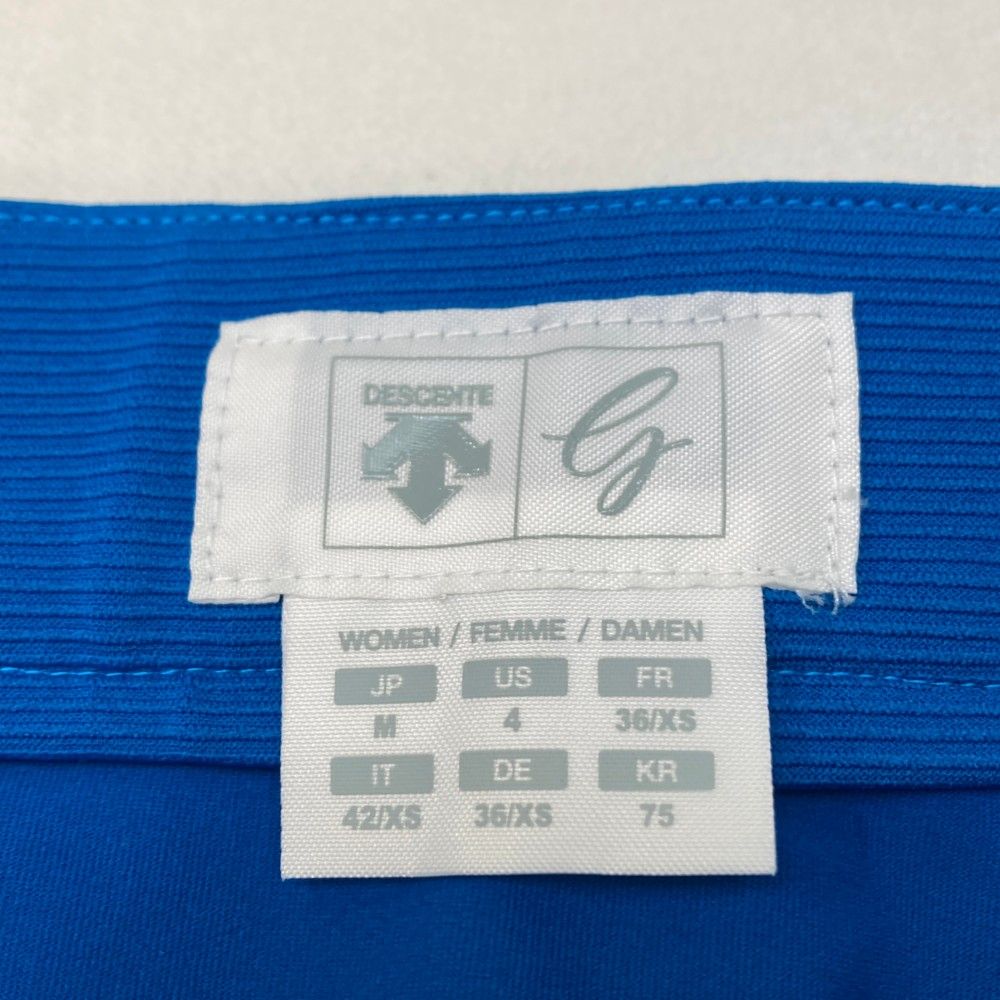 DESCENTE
G
WOMEN / FEMME / DAMEN
JP US FR
M 4 36/XS
IT DE KR
42/XS 36/XS 75